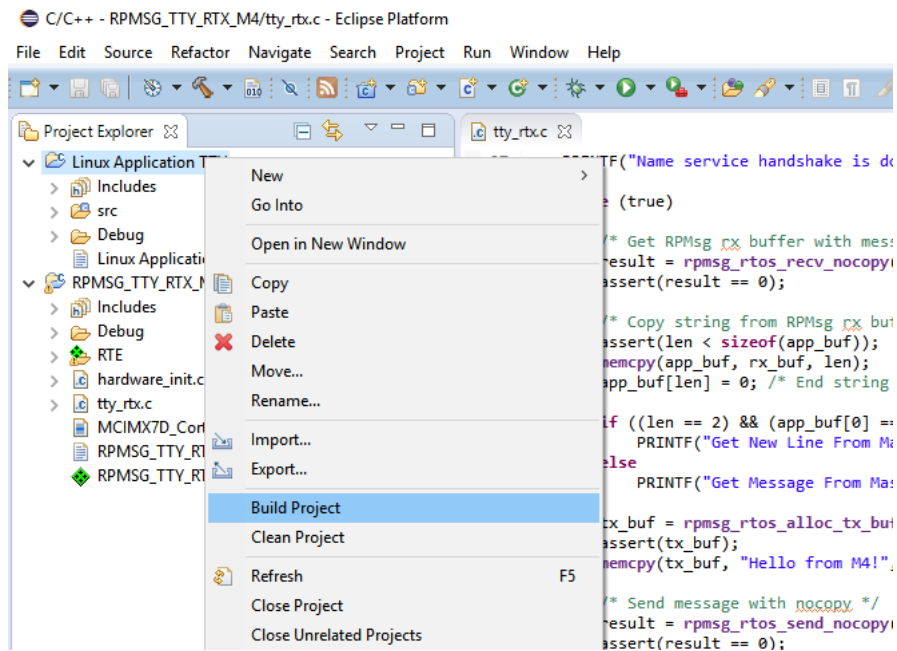 C/C++ - RPMSG_TTY_RTX_M4/tty_rtx.c - Eclipse Platform
File Edit Source Refactor Navigate Search Project Run Window Help
Project Explorer
Linux Application
Includes
src
Debug
Linux Applicati
RPMSG_TTY_RTX_M
Includes
Debug
RTE
hardware_init.c
tty_rtx.c
MCIMX7D_Cort
RPMSG_TTY_RT
RPMSG_TTY_RT
New
Go Into
Open in New Window
Copy
Paste
Delete
Move...
Rename...
Import...
Export...
Build Project
Clean Project
Refresh F5
Close Project
Close Unrelated Projects
tty_rtx.c
TF("Name service handshake is do
(true)
/* Get RPMsg rx buffer with mess
result = rpmsg_rtos_recv_nocopy(
assert(result == 0);
/* Copy string from RPMsg rx buf
assert(len < sizeof(app_buf));
memcpy(app_buf, rx_buf, len);
app_buf[len] = 0; /* End string
if ((len == 2) && (app_buf[0] ==
PRINTF("Get New Line From Ma
else
PRINTF("Get Message From Mas
tx_buf = rpmsg_rtos_alloc_tx_buf
assert(tx_buf);
memcpy(tx_buf, "Hello from M4!",
/* Send message with nocopy */
result = rpmsg_rtos_send_nocopy(
assert(result == 0);